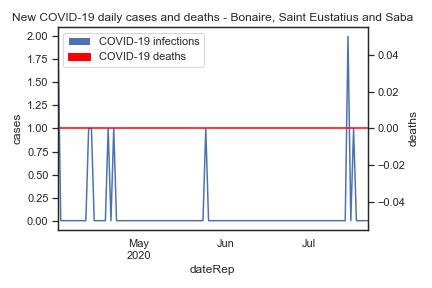 New COVID-19 daily cases and deaths - Bonaire, Saint Eustatius and Saba
COVID-19 infections
COVID-19 deaths
2.00
1.75
1.50
1.25
1.00
0.75
0.50
0.25
0.00
cases
0.04
0.02
0.00
−0.02
−0.04
deaths
May
2020
Jun
Jul
dateRep